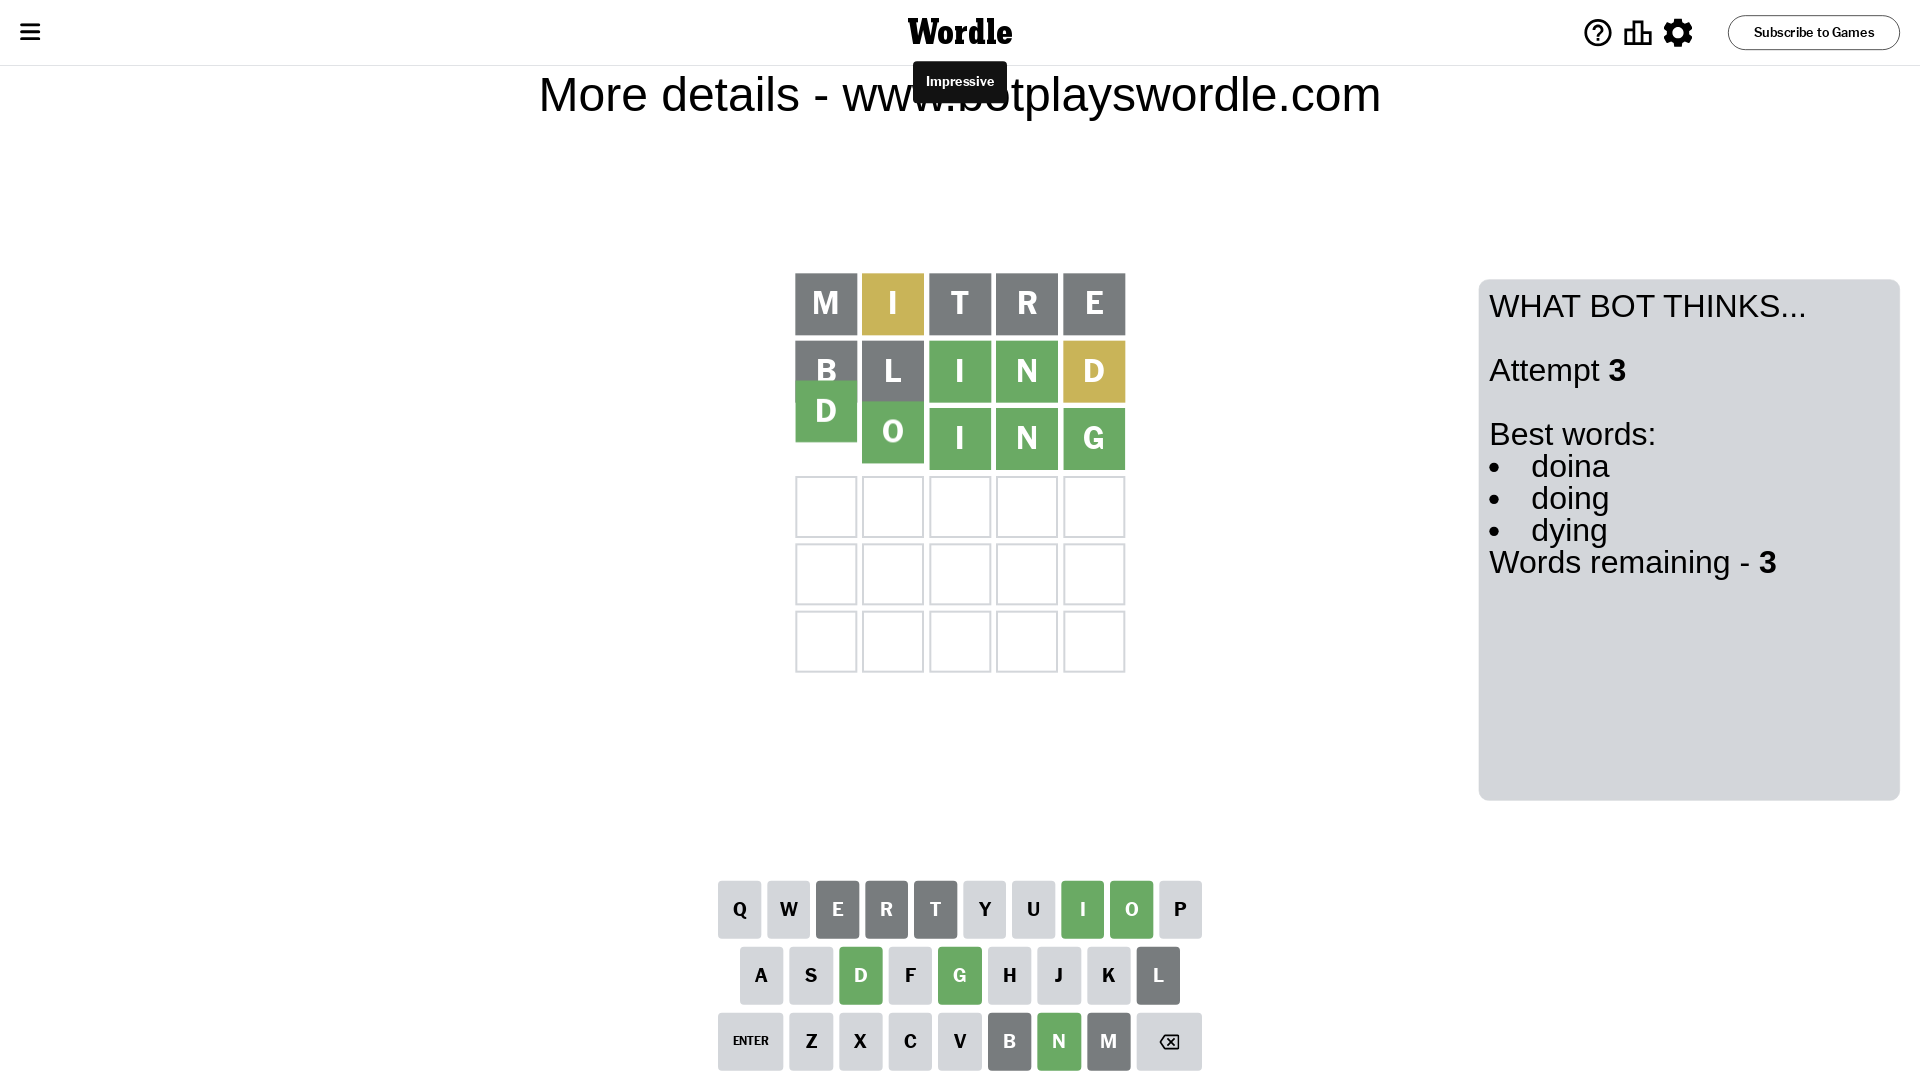 Wordle
Subscribe to Games
Impressive
More details - www.botplayswordle.com
M I T R E
B L I N D
D O I N G
WHAT BOT THINKS...
Attempt 3
Best words:
doina
doing
dying
Words remaining - 3
Q W E R T Y U I O P
A S D F G H J K L
ENTER Z X C V B N M